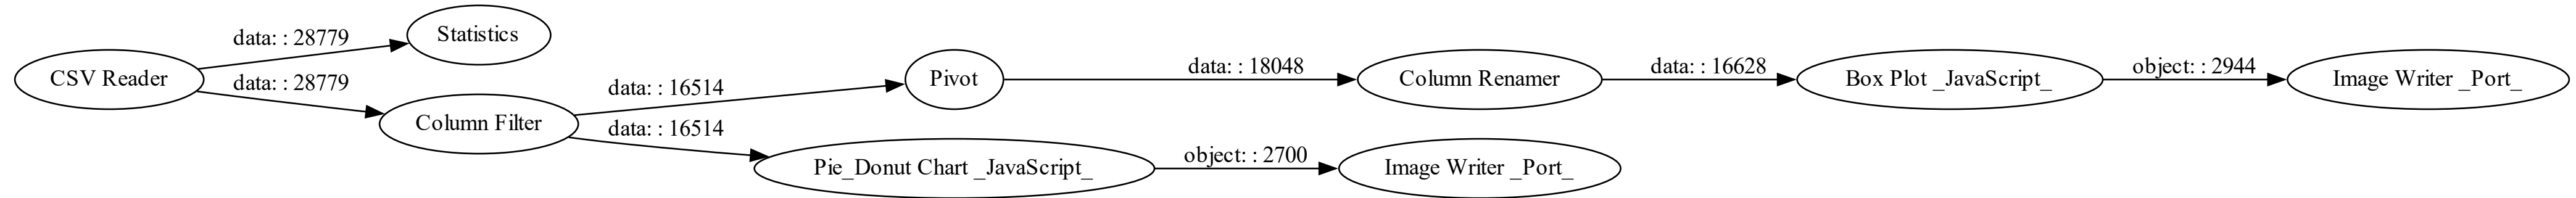 CSV Reader
data: : 28779
Statistics
data: : 28779
Column Filter
data: : 16514
Pivot
data: : 18048
Column Renamer
data: : 16628
Box Plot _JavaScript_
object: : 2944
Image Writer _Port_
data: : 16514
Pie_Donut Chart _JavaScript_
object: : 2700
Image Writer _Port_